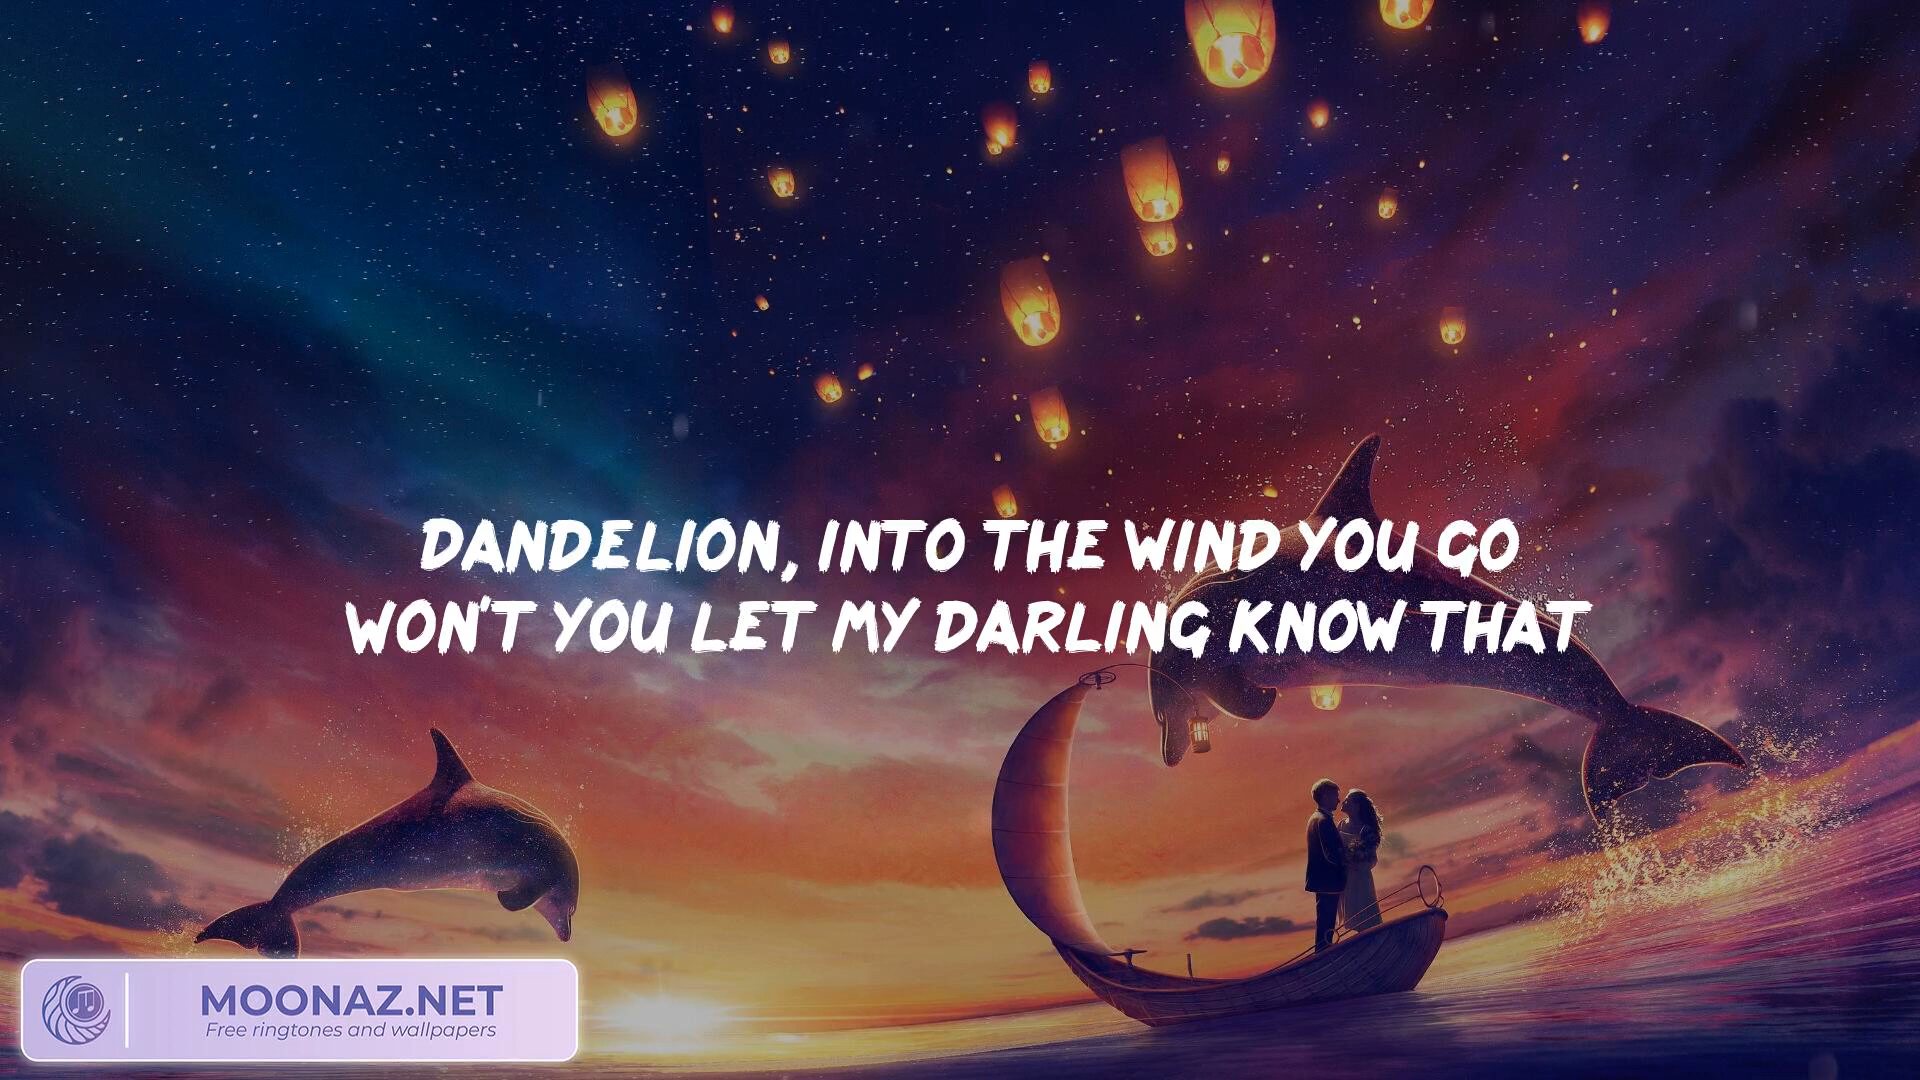 DANDELION, INTO THE WIND YOU GO
WON'T YOU LET MY DARLING KNOW THAT
MOONAZ.NET
Free ringtones and wallpapers